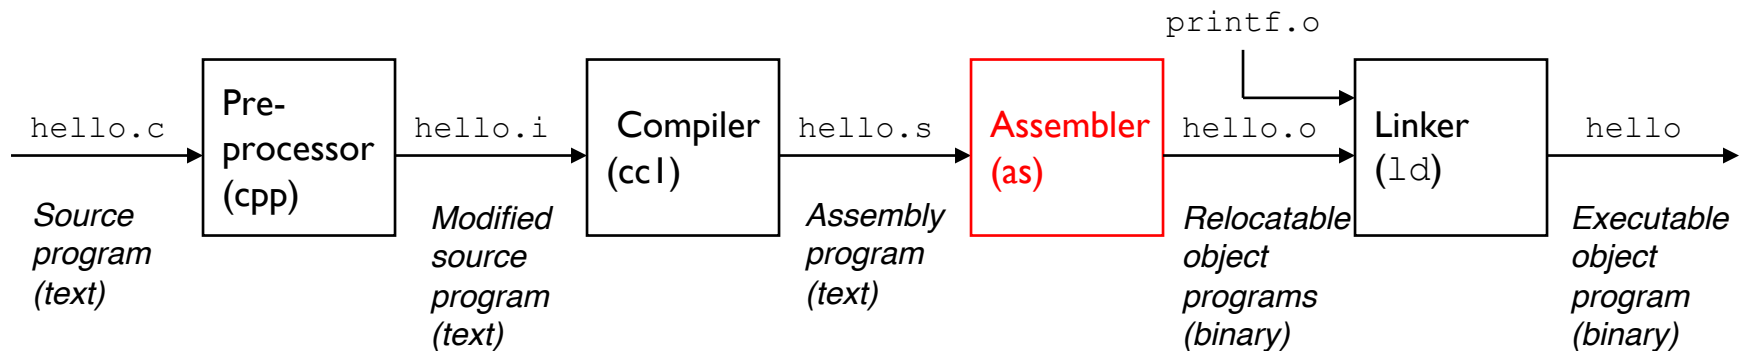 printf.o
hello.c
Pre-
processor
(cpp)
hello.i
Compiler
(cc1)
hello.s
Assembler
(as)
hello.o
Linker
(ld)
hello
Source
program
(text)
Modified
source
program
(text)
Assembly
program
(text)
Relocatable
object
programs
(binary)
Executable
object
program
(binary)